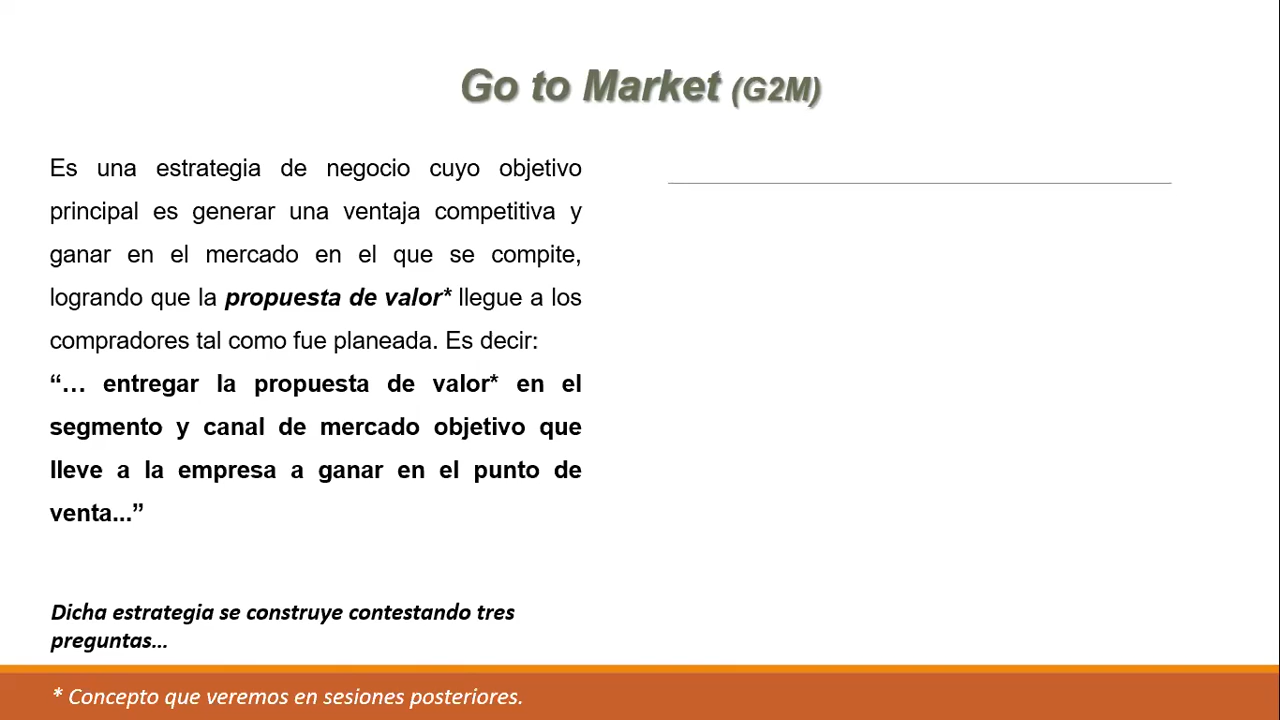 Go to Market (G2M)
Es una estrategia de negocio cuyo objetivo
principal es generar una ventaja competitiva y
ganar en el mercado en el que se compite,
logrando que la propuesta de valor* llegue a los
compradores tal como fue planeada. Es decir:
“… entregar la propuesta de valor* en el
segmento y canal de mercado objetivo que
lleve a la empresa a ganar en el punto de
venta...”
Dicha estrategia se construye contestando tres
preguntas…
* Concepto que veremos en sesiones posteriores.